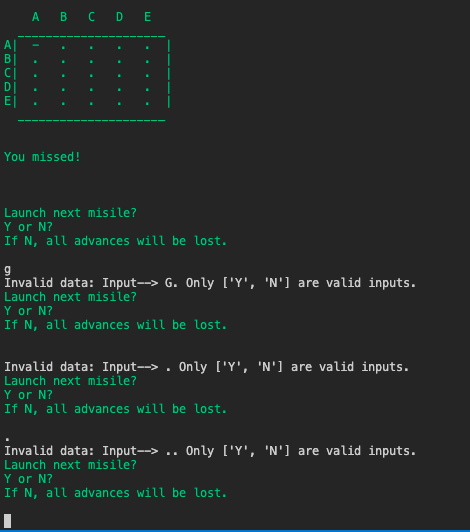 A B C D E
_____________________
A| – . . . . |
B| . . . . . |
C| . . . . . |
D| . . . . . |
E| . . . . . |
_____________________
You missed!
Launch next misile?
Y or N?
If N, all advances will be lost.
g
Invalid data: Input––> G. Only ['Y', 'N'] are valid inputs.
Launch next misile?
Y or N?
If N, all advances will be lost.
Invalid data: Input––> . Only ['Y', 'N'] are valid inputs.
Launch next misile?
Y or N?
If N, all advances will be lost.
.
Invalid data: Input––> .. Only ['Y', 'N'] are valid inputs.
Launch next misile?
Y or N?
If N, all advances will be lost.